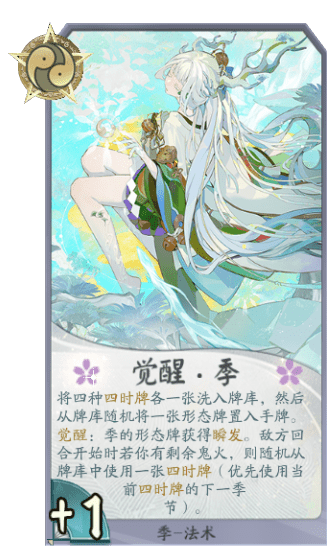 觉醒·季
将四种四时牌各一张洗入牌库，然后
从牌库随机将一张形态牌置入手牌。
觉醒：季的形态牌获得瞬发。敌方回
合开始时若你有剩余鬼火，则随机从
牌库中使用一张四时牌（优先使用当
前四时牌的下一季
节）。
+1
季-法术